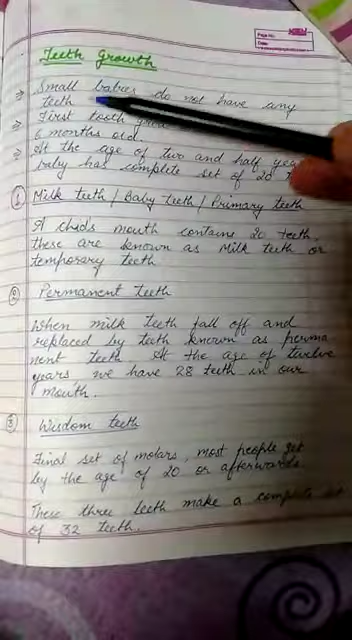 Teeth Growth
⇒ Small babies do not have any
teeth
⇒ First tooth
6 months old
⇒ At the age of two and half
baby has complete set of 20
① Milk teeth / Baby teeth / Primary teeth
A child's mouth contains 20 teeth.
these are known as Milk teeth or
temporary teeth
② Permanent teeth
When milk teeth fall off and
replaced by teeth known as perma
nent teeth. At the age of twelve
years we have 28 teeth in our
mouth.
③ Wisdom teeth
Final set of molars, most people get
by the age of 20 or afterwards.
These three teeth make a complete set
of 32 teeth.